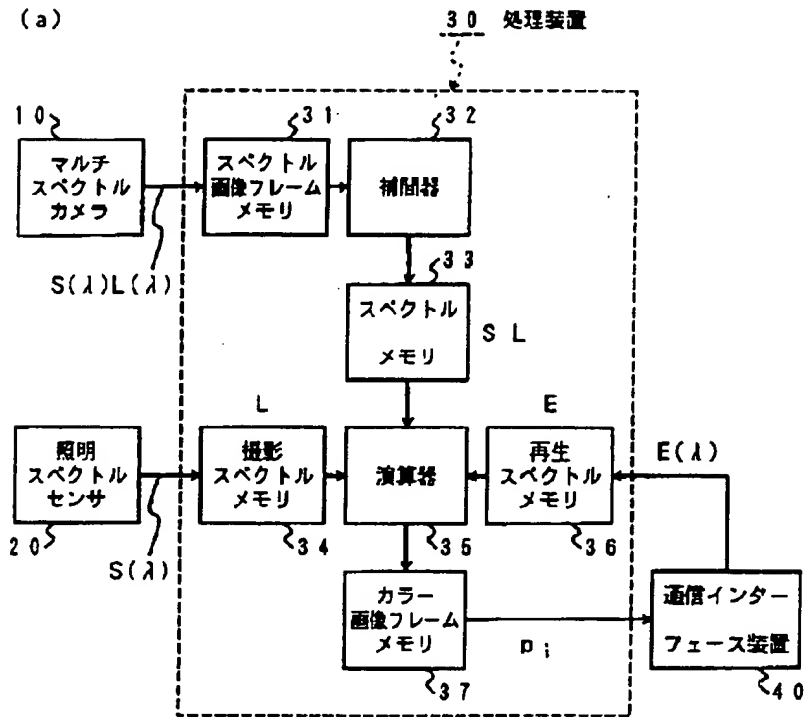 (a)
30 処理装置
10
31
32
マルチ
スペクトル
カメラ
スペクトル
画像フレーム
メモリ
補間器
S(λ)L(λ)
33
スペクトル
メモリ
S L
L
E
照明
スペクトル
センサ
撮影
スペクトル
メモリ
演算器
再生
スペクトル
メモリ
E(λ)
20
S(λ)
34
35
36
カラー
画像フレーム
メモリ
通信インター
フェース装置
pi
37
40